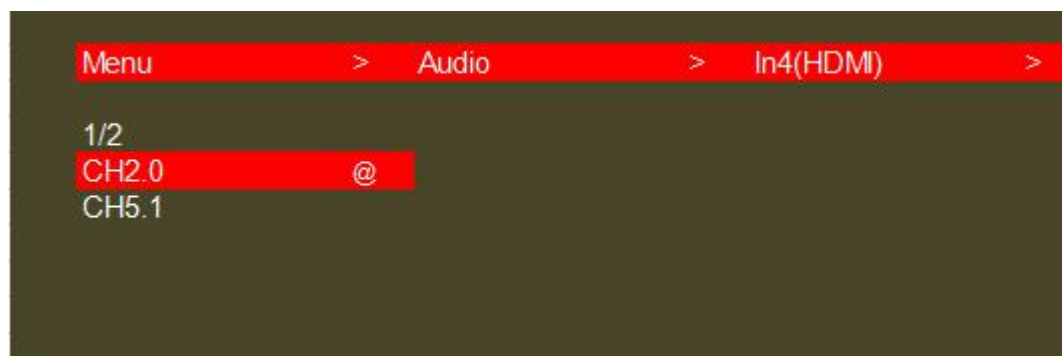 Menu > Audio > In4(HDMI) >
1/2
CH2.0 @
CH5.1